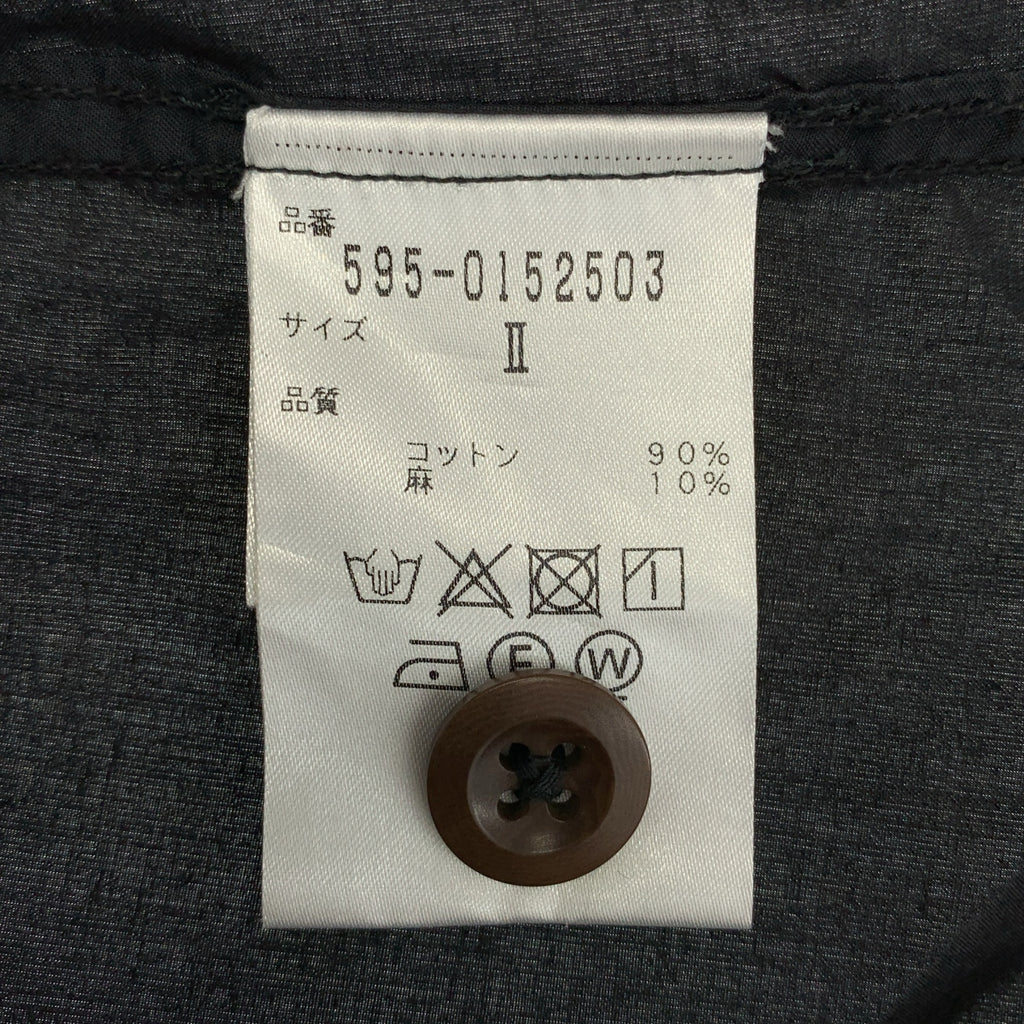 品番
595-0152503
サイズ II
品質
コットン 90%
麻 10%
F W